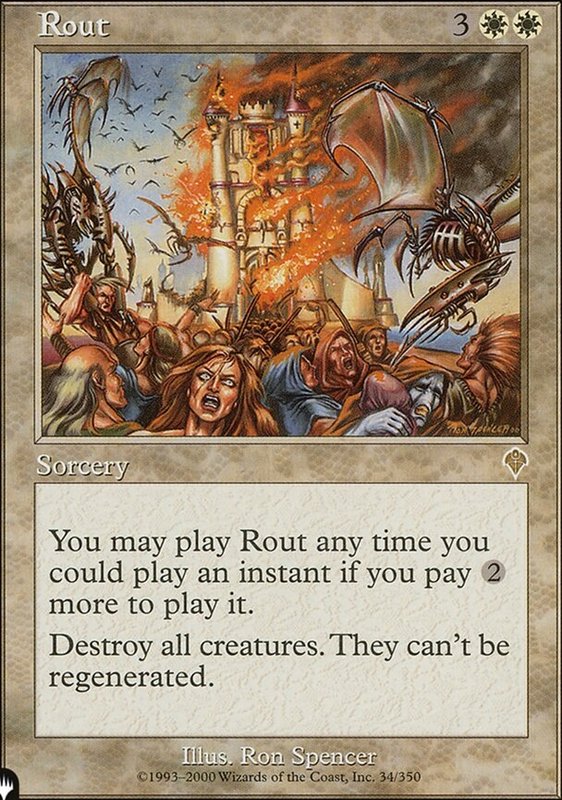 Rout 3
Sorcery
You may play Rout any time you
could play an instant if you pay 2
more to play it.
Destroy all creatures. They can't be
regenerated.
Illus. Ron Spencer
©1993–2000 Wizards of the Coast, Inc. 34/350